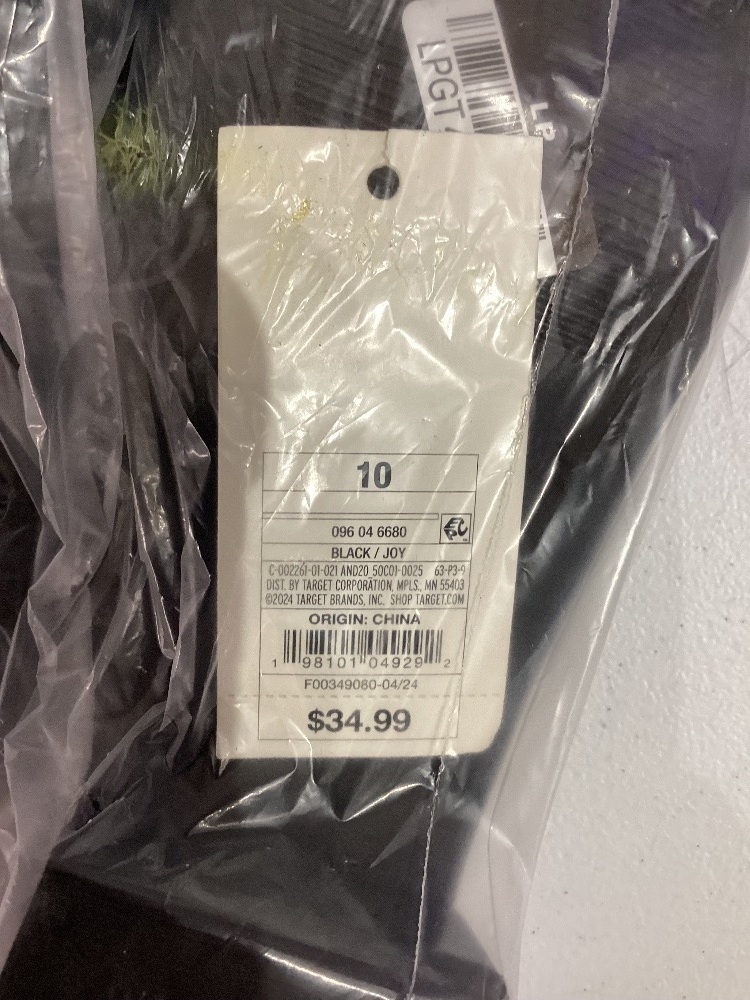 LPGT
10
096 04 6680
BLACK / JOY
C-002261-01-021 AND20 50C01-0025 63-P3-9
DIST. BY TARGET CORPORATION, MPLS., MN 55403
©2024 TARGET BRANDS, INC. SHOP TARGET.COM
ORIGIN: CHINA
1 98101 04929 2
F00349080-04/24
$34.99